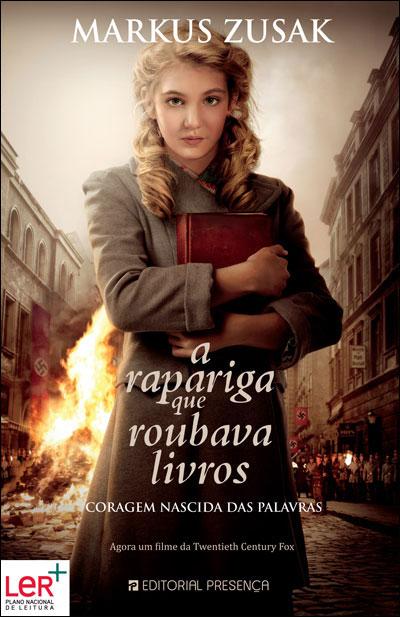 MARKUS ZUSAK
a
rapariga
que
roubava
livros
CORAGEM NASCIDA DAS PALAVRAS
Agora um filme da Twentieth Century Fox
EDITORIAL PRESENÇA
LER+
PLANO NACIONAL
DE LEITURA